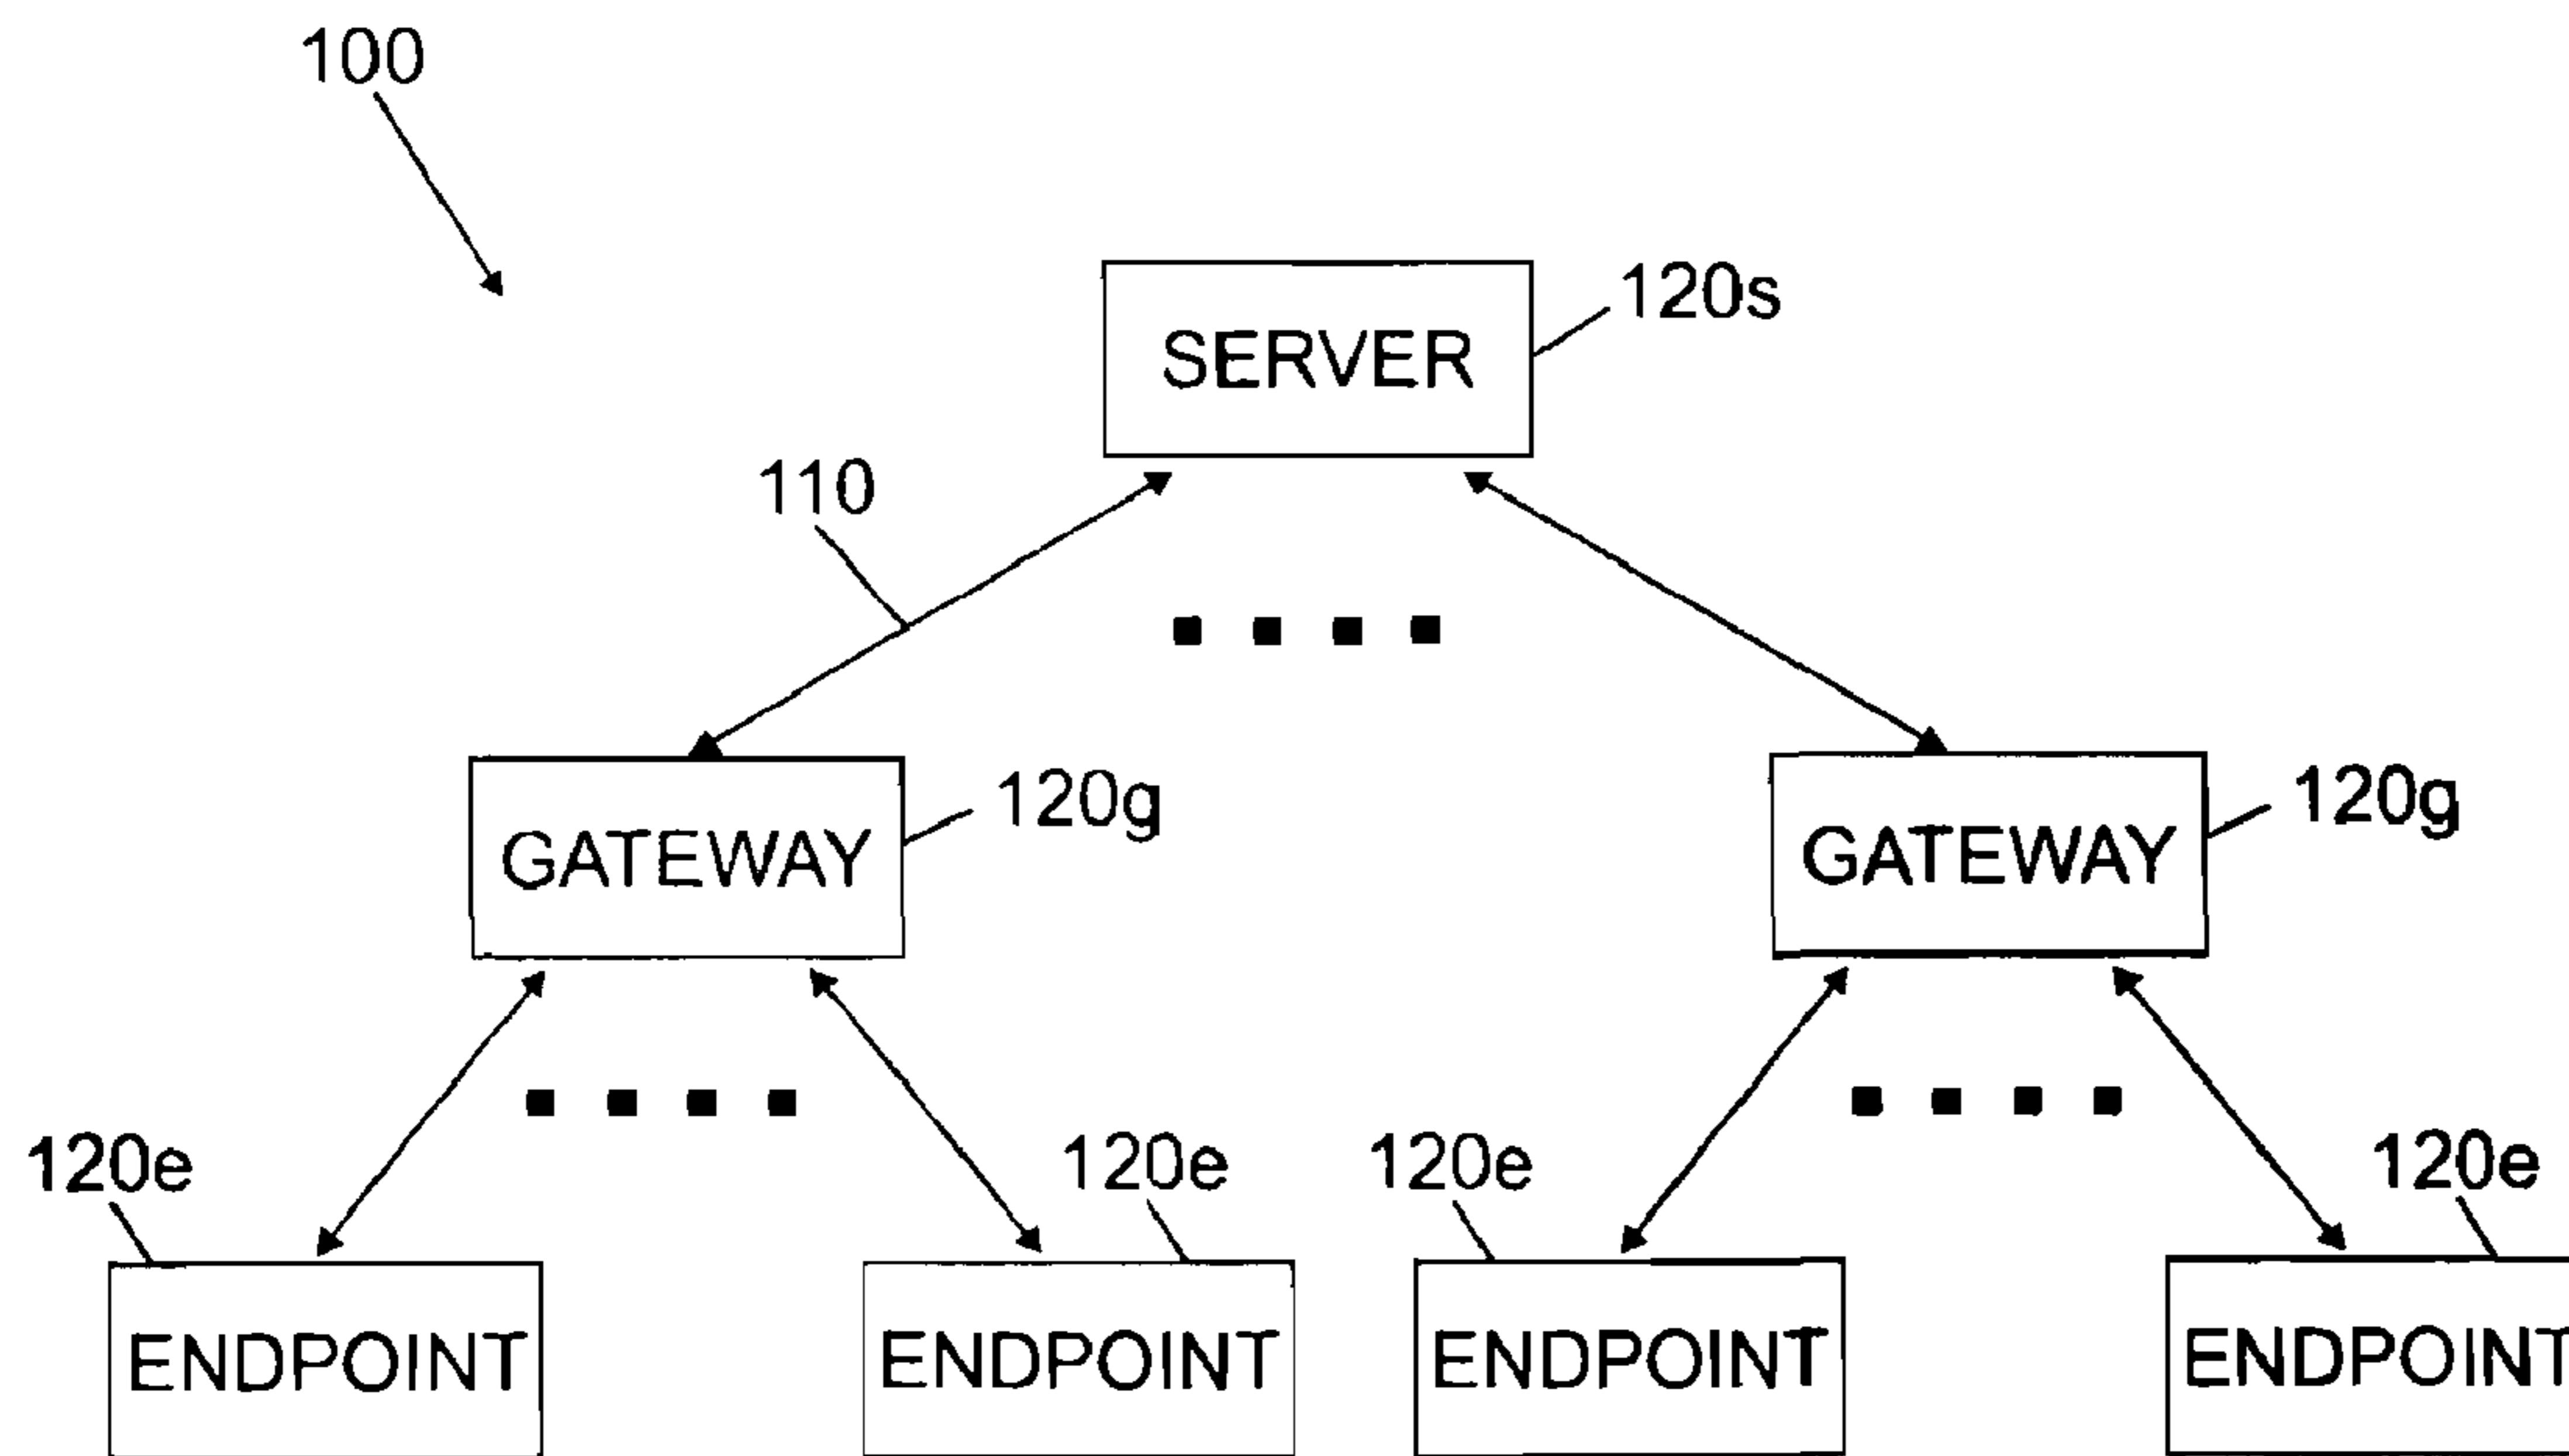 100
120s
SERVER
110
120g
120g
GATEWAY
GATEWAY
120e
120e
120e
120e
ENDPOINT
ENDPOINT
ENDPOINT
ENDPOINT